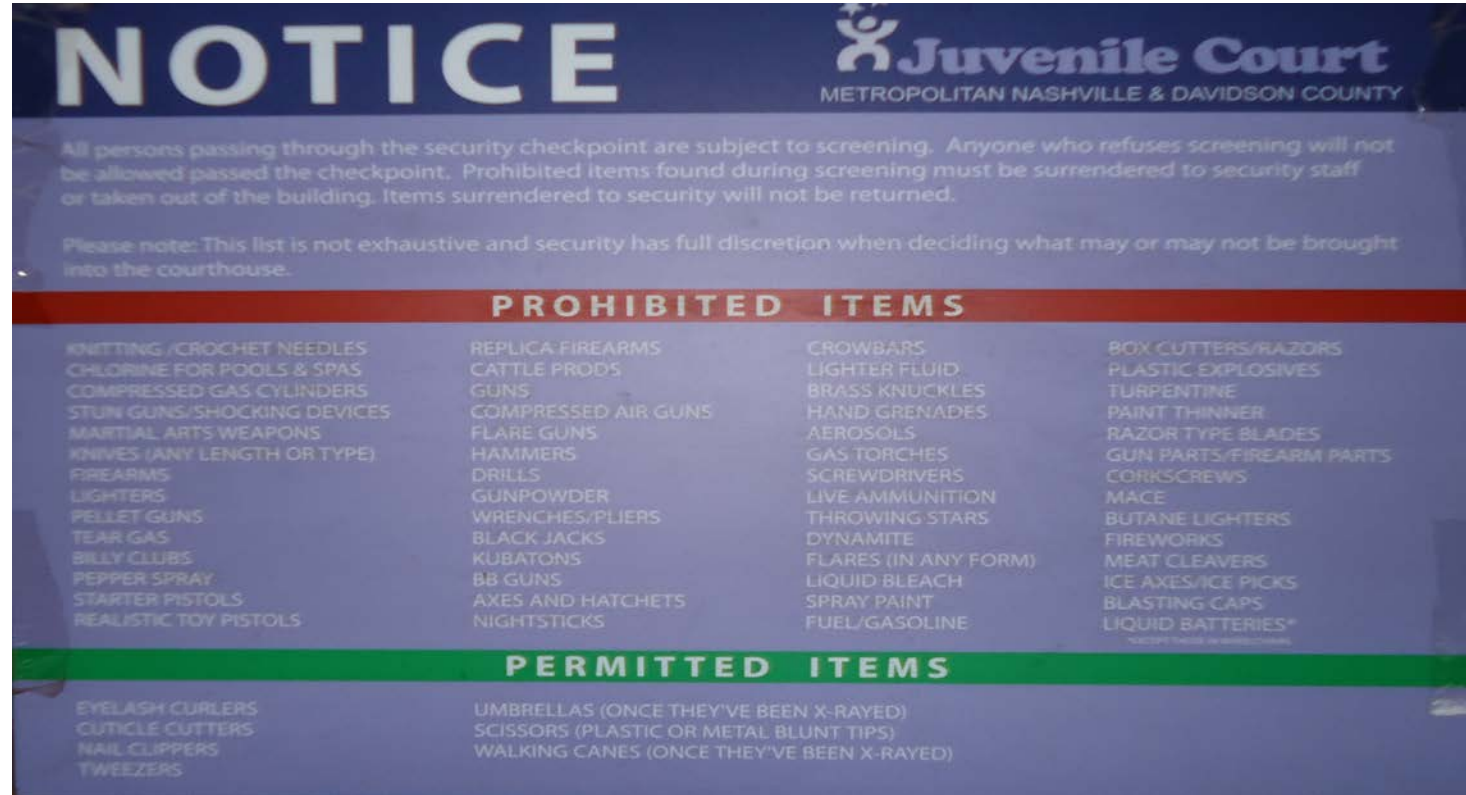 NOTICE
Juvenile Court
METROPOLITAN NASHVILLE & DAVIDSON COUNTY
All persons passing through the security checkpoint are subject to screening. Anyone who refuses screening will not
be allowed passed the checkpoint. Prohibited items found during screening must be surrendered to security staff
or taken out of the building. Items surrendered to security will not be returned.
Please note: This list is not exhaustive and security has full discretion when deciding what may or may not be brought
into the courthouse.
PROHIBITED ITEMS
KNITTING /CROCHET NEEDLES
CHLORINE FOR POOLS & SPAS
COMPRESSED GAS CYLINDERS
STUN GUNS/SHOCKING DEVICES
MARTIAL ARTS WEAPONS
KNIVES (ANY LENGTH OR TYPE)
FIREARMS
LIGHTERS
PELLET GUNS
TEAR GAS
BILLY CLUBS
PEPPER SPRAY
STARTER PISTOLS
REALISTIC TOY PISTOLS
REPLICA FIREARMS
CATTLE PRODS
GUNS
COMPRESSED AIR GUNS
FLARE GUNS
HAMMERS
DRILLS
GUNPOWDER
WRENCHES/PLIERS
BLACK JACKS
KUBATONS
BB GUNS
AXES AND HATCHETS
NIGHTSTICKS
CROWBARS
LIGHTER FLUID
BRASS KNUCKLES
HAND GRENADES
AEROSOLS
GAS TORCHES
SCREWDRIVERS
LIVE AMMUNITION
THROWING STARS
DYNAMITE
FLARES (IN ANY FORM)
LIQUID BLEACH
SPRAY PAINT
FUEL/GASOLINE
BOX CUTTERS/RAZORS
PLASTIC EXPLOSIVES
TURPENTINE
PAINT THINNER
RAZOR TYPE BLADES
GUN PARTS/FIREARM PARTS
CORKSCREWS
MACE
BUTANE LIGHTERS
FIREWORKS
MEAT CLEAVERS
ICE AXES/ICE PICKS
BLASTING CAPS
LIQUID BATTERIES*
*EXCEPT THOSE IN WHEELCHAIRS
PERMITTED ITEMS
EYELASH CURLERS
CUTICLE CUTTERS
NAIL CLIPPERS
TWEEZERS
UMBRELLAS (ONCE THEY'VE BEEN X-RAYED)
SCISSORS (PLASTIC OR METAL BLUNT TIPS)
WALKING CANES (ONCE THEY'VE BEEN X-RAYED)